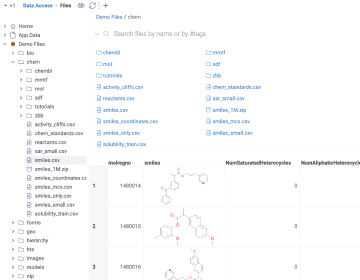 +1 Data Access > Files
Home
App Data
Demo Files
bio
chem
chembl
mmtf
mol
sdf
tutorials
zbb
activity_cliffs.csv
chem_standards.csv
reactants.csv
sar_small.csv
smiles.csv
smiles_1M.zip
smiles_coordinates.cs
smiles_mcs.csv
smiles_only.csv
smiles_small.csv
solubility_train.csv
forms
geo
hierarchy
hts
images
models
nlp
Demo Files / chem
Search files by name or by #tags
chembl mmtf
mol sdf
tutorials zbb
activity_cliffs.csv chem_standards.csv
reactants.csv sar_small.csv
smiles.csv smiles_1M.zip
smiles_coordinates.csv smiles_mcs.csv
smiles_only.csv smiles_small.csv
solubility_train.csv
molregno smiles NumSaturatedHeterocycles NumAliphaticHeterocycle
1 1480014 0
2 1480015 0
3 1480016 0